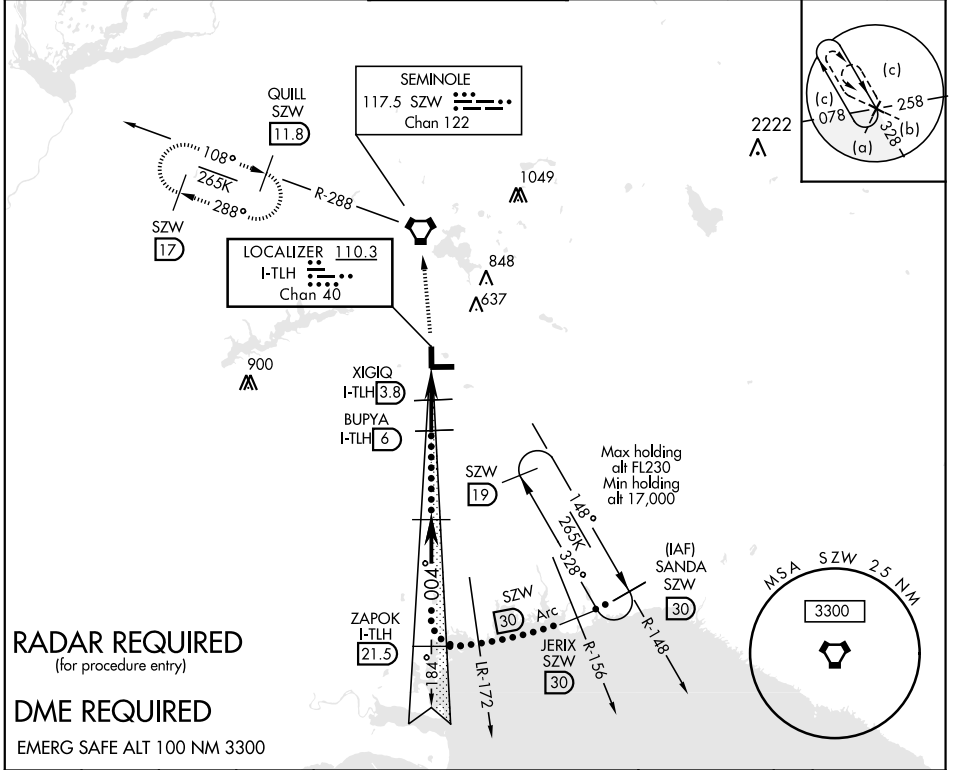 SEMINOLE
117.5 SZW
Chan 122
QUILL
SZW
11.8
108°
265K
288°
R-288
SZW
17
2222
1049
(c)
(c)
078
258
328
(b)
(a)
LOCALIZER 110.3
I-TLH
Chan 40
848
637
900
XIGIQ
I-TLH 3.8
BUPYA
I-TLH 6
SZW
19
Max holding
alt FL230
Min holding
alt 17,000
148°
265K
328°
(IAF)
SANDA
SZW
30
004°
184°
ZAPOK
I-TLH
21.5
SZW
30
Arc
JERIX
SZW
30
LR-172
R-156
R-148
MSA SZW 25 NM
3300
RADAR REQUIRED
(for procedure entry)
DME REQUIRED
EMERG SAFE ALT 100 NM 3300